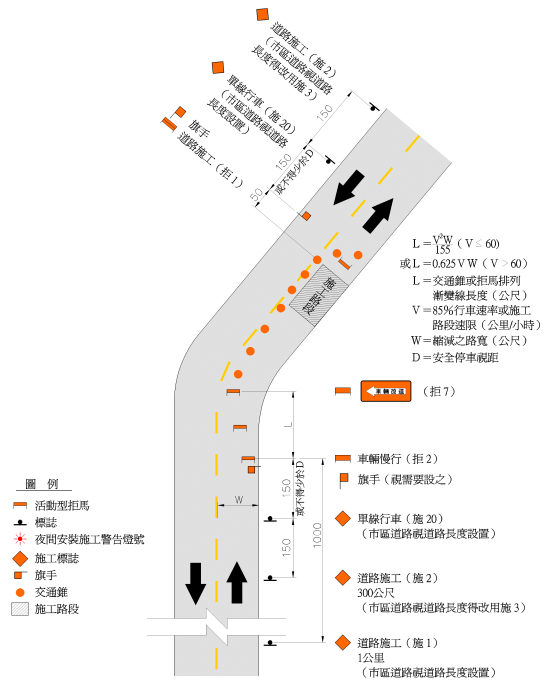 道路施工（施2）
（市區道路視道路
長度得改用施3）
單線行車（施20）
（市區道路視道路
長度設置）
旗手
道路施工（拒1）
150
150
或不得少於D
50
施工路段
L＝V²W/155（V≤60)
或L＝0.625VW（V＞60)
L＝交通錐或拒馬排列
漸變線長度（公尺）
V＝85%行車速率或施工
路段速限（公里/小時）
W＝縮減之路寬（公尺）
D＝安全停車視距
車輛改道
（拒7）
L
車輛慢行（拒2）
旗手（視需要設之）
150
或不得少於D
W
單線行車（施20）
（市區道路視道路長度設置）
150
1000
道路施工（施2）
300公尺
（市區道路視道路長度得改用施3）
道路施工（施1）
1公里
（市區道路視道路長度設置）
圖 例
活動型拒馬
標誌
夜間安裝施工警告燈號
施工標誌
旗手
交通錐
施工路段